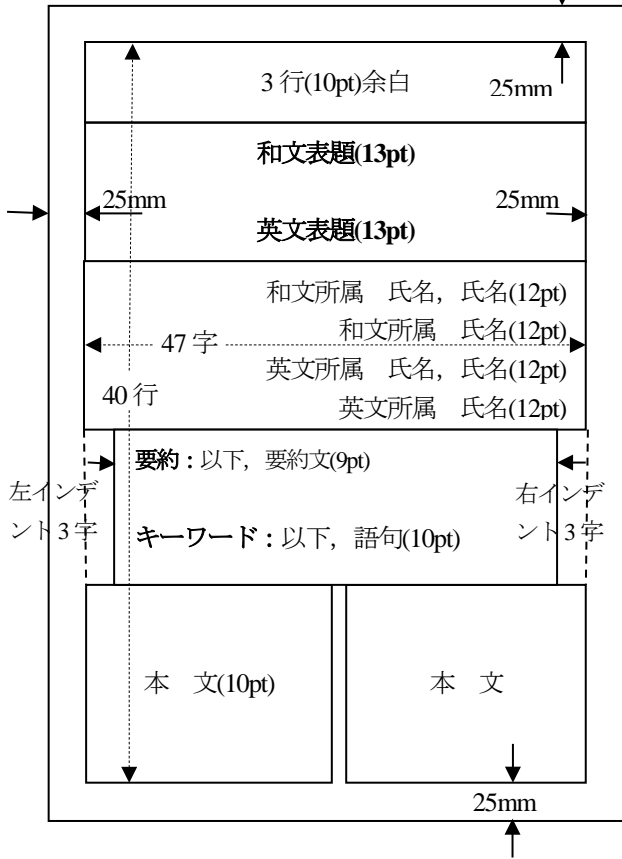 3 行(10pt)余白
25mm
和文表題(13pt)
25mm
25mm
英文表題(13pt)
和文所属　氏名，氏名(12pt)
和文所属　氏名(12pt)
47 字
英文所属　氏名，氏名(12pt)
40 行
英文所属　氏名(12pt)
要約：以下，要約文(9pt)
左インデ
ント 3 字
右インデ
ント 3 字
キーワード：以下，語句(10pt)
本　文(10pt)
本　文
25mm